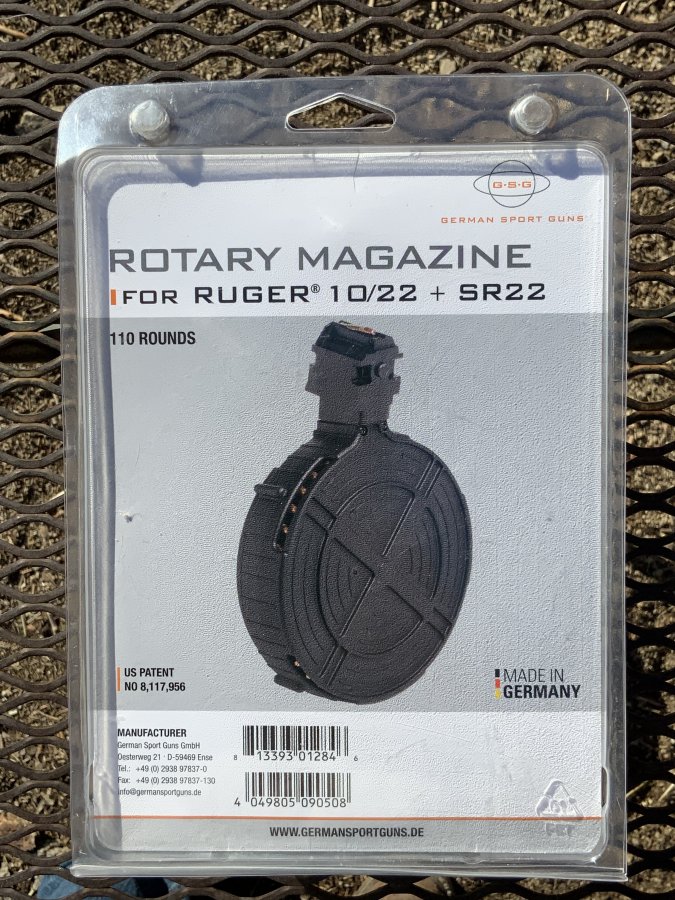 G·S·G
GERMAN SPORT GUNS
ROTARY MAGAZINE
FOR RUGER® 10/22 + SR22
110 ROUNDS
US PATENT
NO 8,117,956
MADE IN
GERMANY
MANUFACTURER
German Sport Guns GmbH
Oesterweg 21 · D-59469 Ense
Tel.: +49 (0) 2938 97837-0
Fax: +49 (0) 2938 97837-130
info@germansportguns.de
8 13393 01284 6
4 049805 090508
WWW.GERMANSPORTGUNS.DE